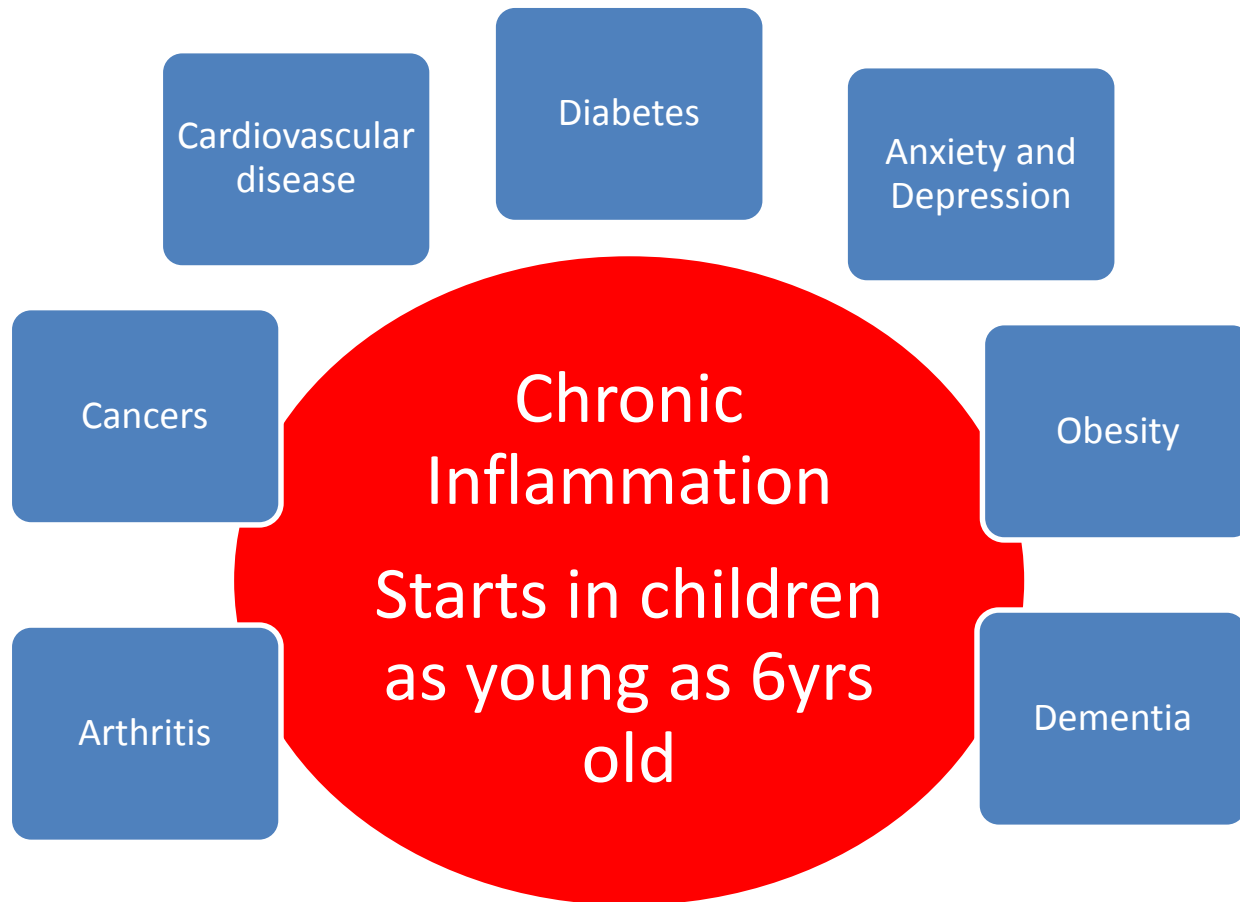 Diabetes
Cardiovascular
disease
Anxiety and
Depression
Cancers
Obesity
Chronic
Inflammation
Starts in children
as young as 6yrs
old
Arthritis
Dementia